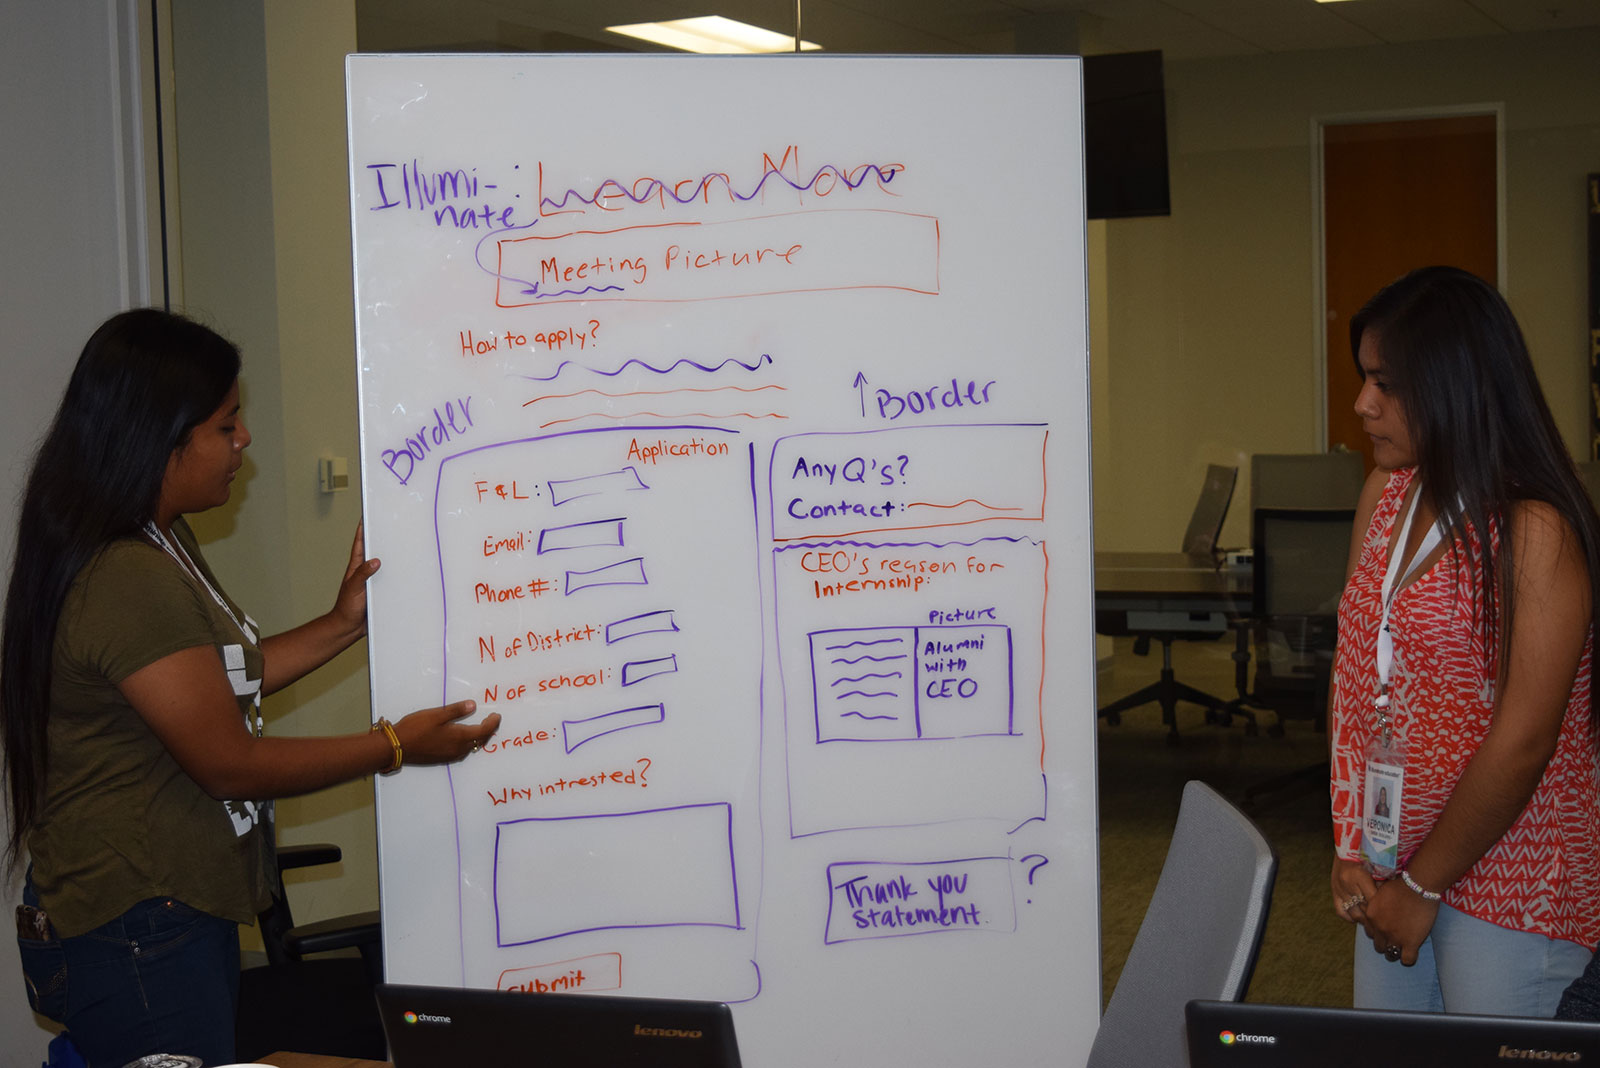 Illumi-
nate
: Learn More
Meeting Picture
How to apply?
Border
↑ Border
Application
F & L:
Email:
Phone #:
N of District:
N of school:
Grade:
Why intrested?
submit
Any Q's?
Contact:
CEO's reason for
Internship:
Picture
Alumni
with
CEO
Thank you
statement.
?
VERONICA
chrome
lenovo
chrome
lenovo